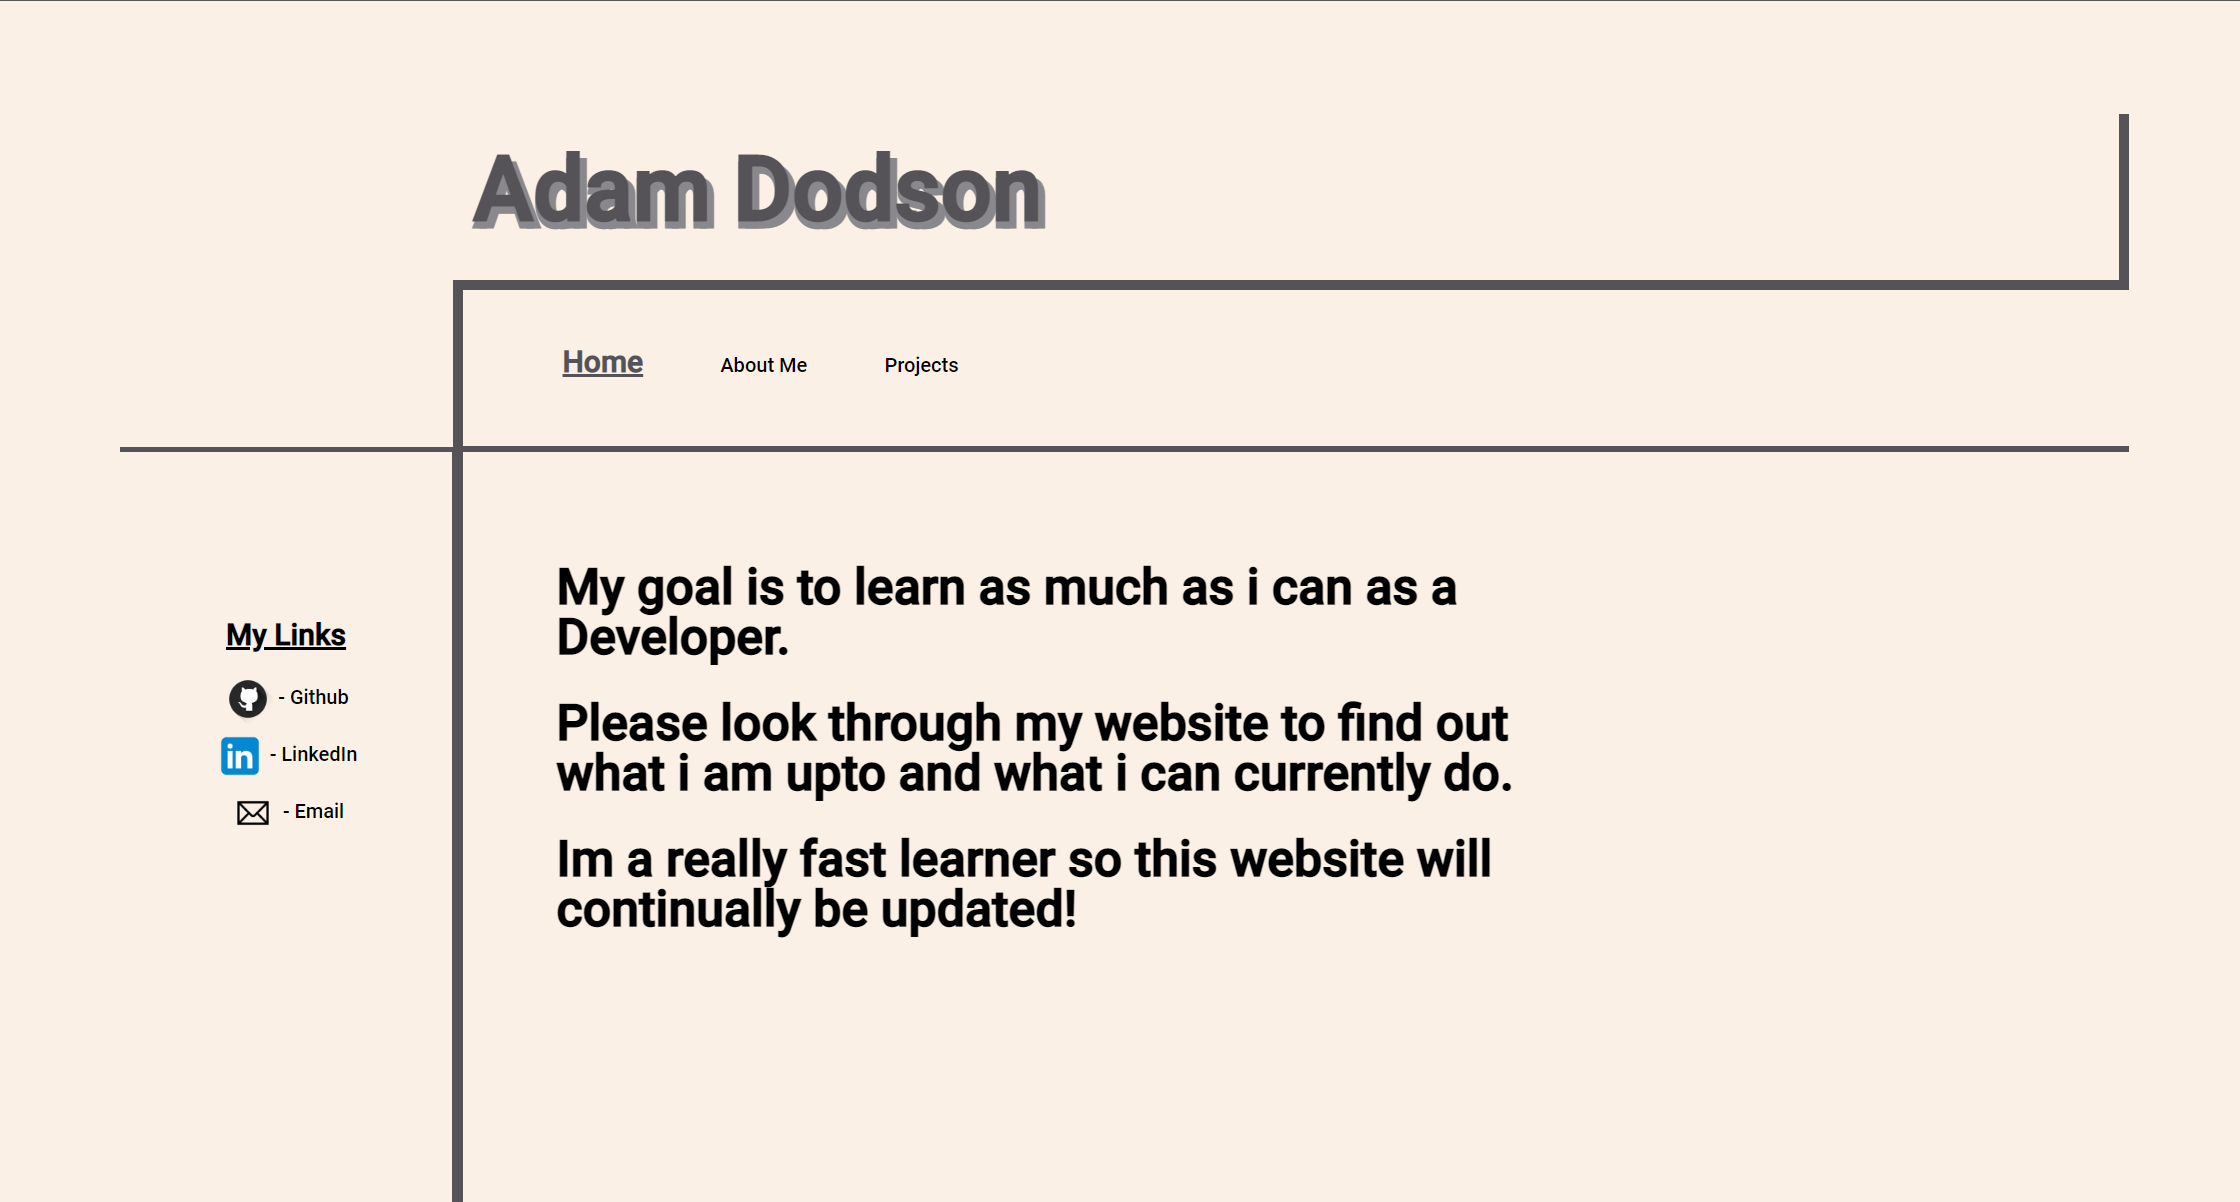 Adam Dodson
Home
About Me
Projects
My Links
- Github
in - LinkedIn
- Email
My goal is to learn as much as i can as a
Developer.
Please look through my website to find out
what i am upto and what i can currently do.
Im a really fast learner so this website will
continually be updated!